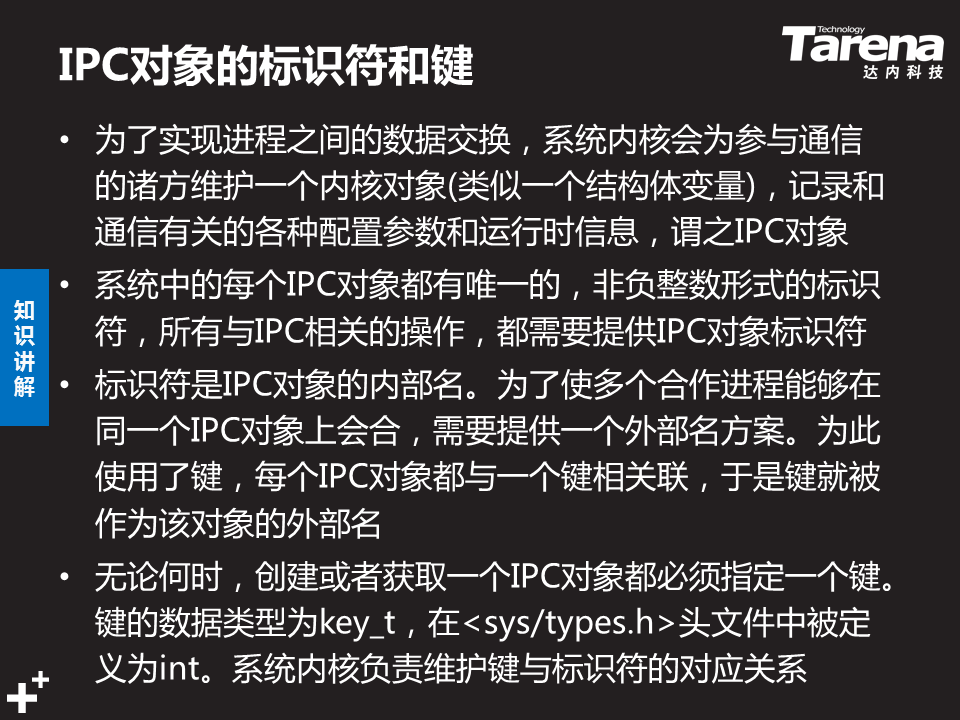 IPC对象的标识符和键
Technology
Tarena
达内科技
• 为了实现进程之间的数据交换，系统内核会为参与通信
的诸方维护一个内核对象(类似一个结构体变量)，记录和
通信有关的各种配置参数和运行时信息，谓之IPC对象
• 系统中的每个IPC对象都有唯一的，非负整数形式的标识
符，所有与IPC相关的操作，都需要提供IPC对象标识符
• 标识符是IPC对象的内部名。为了使多个合作进程能够在
同一个IPC对象上会合，需要提供一个外部名方案。为此
使用了键，每个IPC对象都与一个键相关联，于是键就被
作为该对象的外部名
• 无论何时，创建或者获取一个IPC对象都必须指定一个键。
键的数据类型为key_t，在<sys/types.h>头文件中被定
义为int。系统内核负责维护键与标识符的对应关系
知
识
讲
解